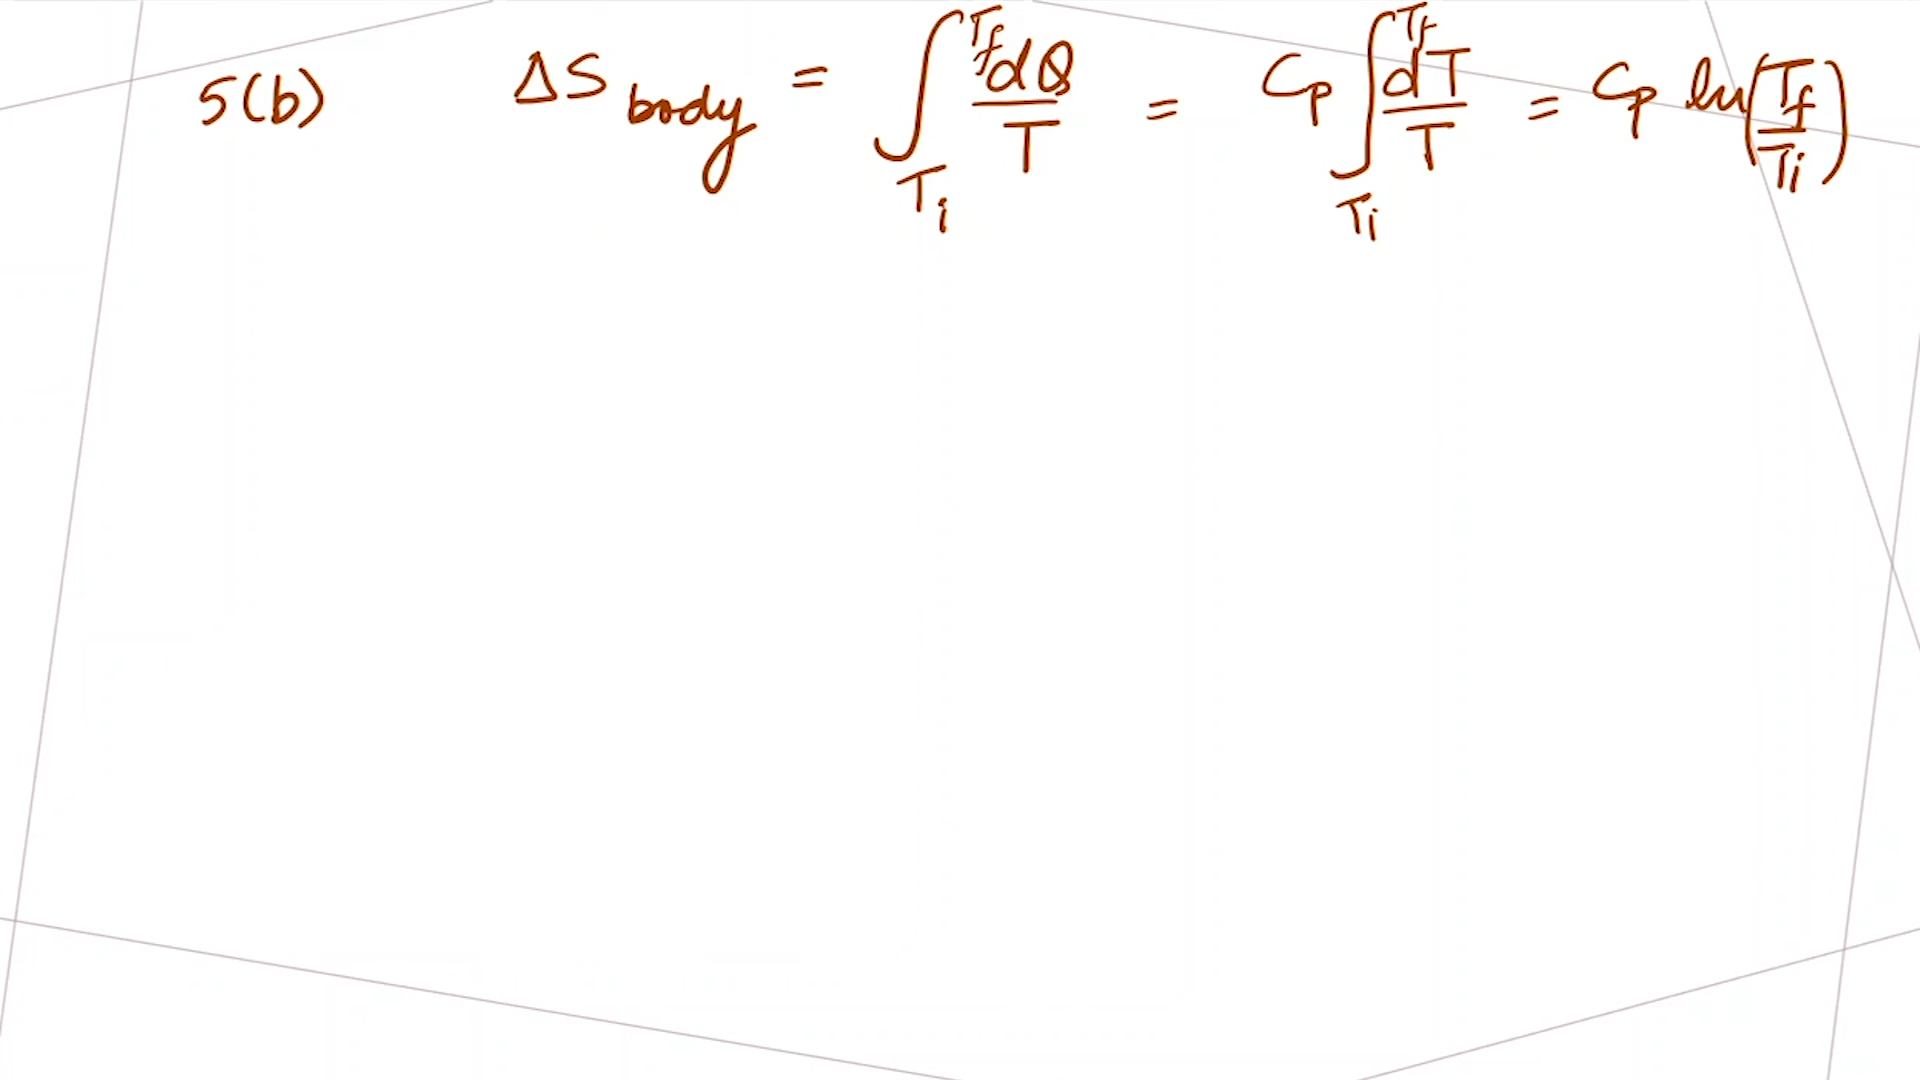 5(b) ΔS body = ∫_{Ti}^{Tf} dQ/T = Cp ∫_{Ti}^{Tf} dT/T = Cp ln(Tf/Ti)